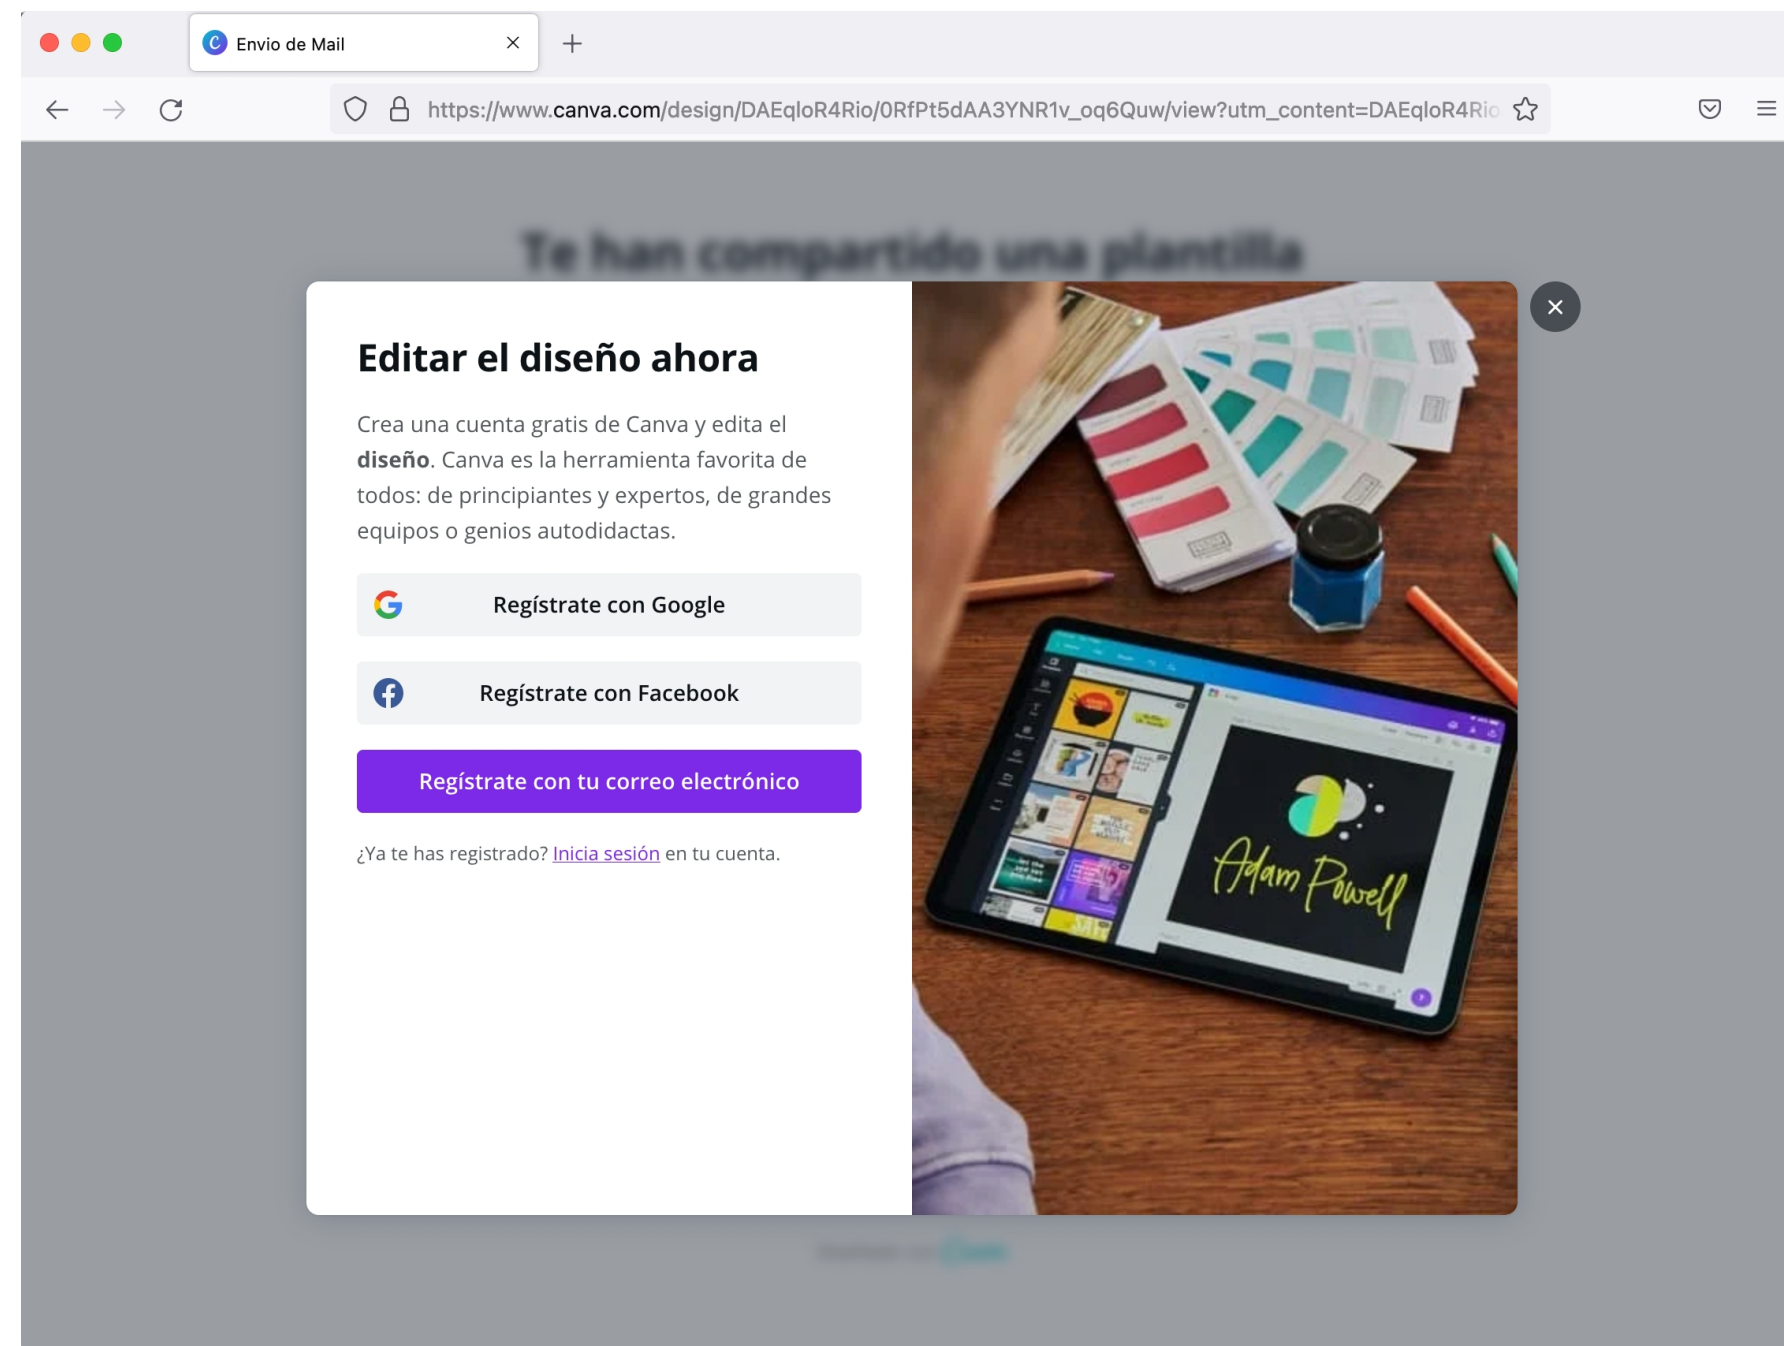 Envio de Mail
https://www.canva.com/design/DAEqloR4Rio/0RfPt5dAA3YNR1v_oq6Quw/view?utm_content=DAEqloR4Rio
Te han compartido una plantilla
Editar el diseño ahora
Crea una cuenta gratis de Canva y edita el
diseño. Canva es la herramienta favorita de
todos: de principiantes y expertos, de grandes
equipos o genios autodidactas.
Regístrate con Google
Regístrate con Facebook
Regístrate con tu correo electrónico
¿Ya te has registrado? Inicia sesión en tu cuenta.
Adam Powell